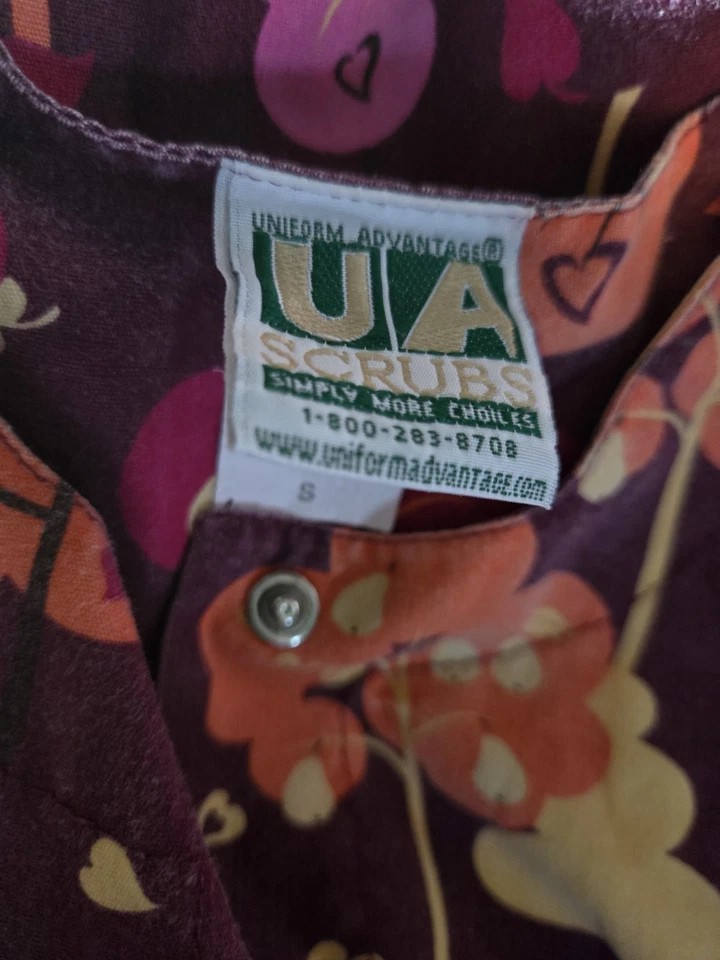 UNIFORM ADVANTAGE®
UA
SCRUBS
SIMPLY MORE CHOICES
1-800-283-8708
www.uniformadvantage.com
S